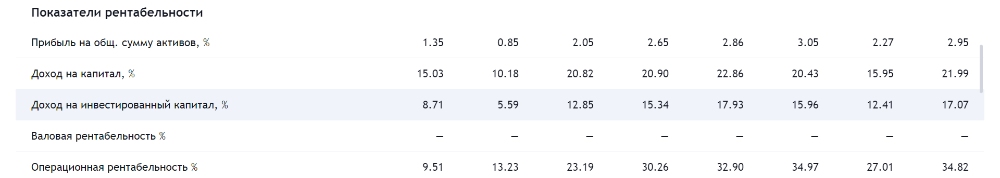 Показатели рентабельности
Прибыль на общ. сумму активов, % 1.35 0.85 2.05 2.65 2.86 3.05 2.27 2.95
Доход на капитал, % 15.03 10.18 20.82 20.90 22.86 20.43 15.95 21.99
Доход на инвестированный капитал, % 8.71 5.59 12.85 15.34 17.93 15.96 12.41 17.07
Валовая рентабельность % — — — — — — — —
Операционная рентабельность % 9.51 13.23 23.19 30.26 32.90 34.97 27.01 34.82